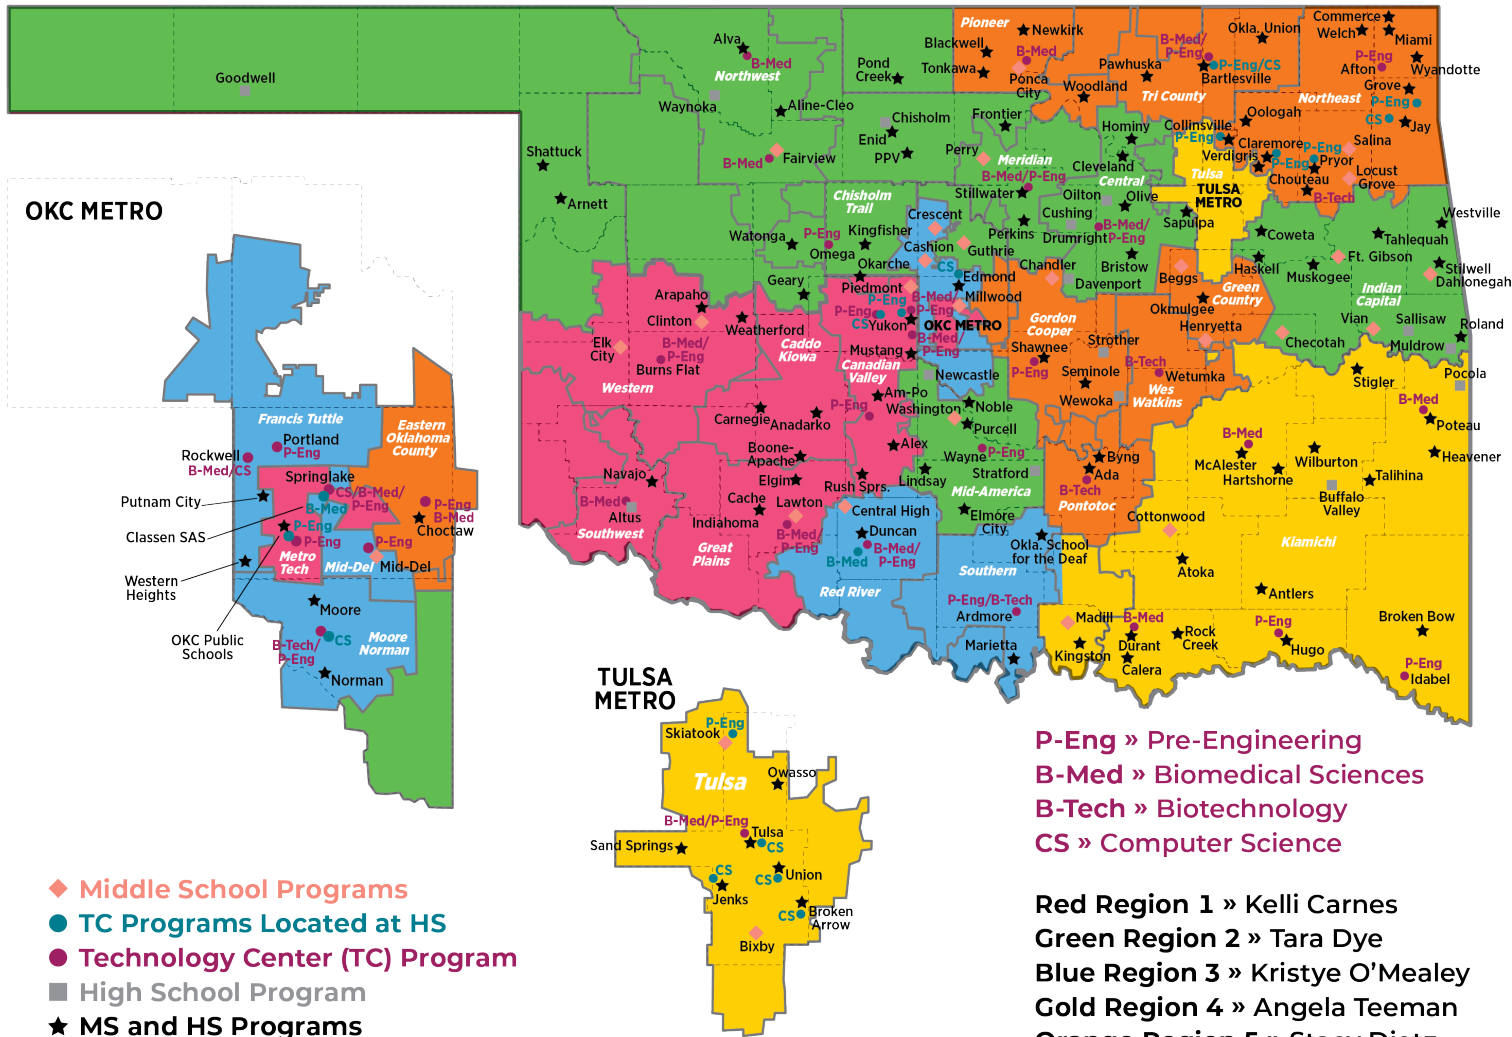 Goodwell
Alva
B-Med
Northwest
Waynoka
Aline-Cleo
Pond
Creek
Pioneer
Newkirk
Blackwell
Tonkawa
B-Med
Ponca
City
Woodland
Pawhuska
B-Med/
P-Eng
P-Eng/CS
Bartlesville
Tri County
Okla. Union
Commerce
Welch
Miami
P-Eng
Afton
Wyandotte
Grove
P-Eng
CS
Jay
Northeast
Oologah
Chisholm
Enid
PPV
Frontier
Perry
Meridian
B-Med/P-Eng
Stillwater
Perkins
Hominy
Cleveland
Central
Collinsville
P-Eng
Claremore
Verdigris
P-Eng
P-Eng
Pryor
Salina
Chouteau
Locust
Grove
B-Tech
Tulsa
TULSA
METRO
Shattuck
Arnett
B-Med
Fairview
Chisholm
Trail
Oilton
Olive
Cushing
Drumright
B-Med/
P-Eng
Sapulpa
Bristow
Westville
Coweta
Tahlequah
Ft. Gibson
Stilwell
Dahlonegah
Haskell
Muskogee
Indian
Capital
OKC METRO
Watonga
P-Eng
Omega
Kingfisher
Okarche
Crescent
Cashion
Guthrie
CS
Edmond
Geary
Piedmont
P-Eng
P-Eng
CS
Yukon
B-Med/
P-Eng
Millwood
OKC METRO
B-Med/
P-Eng
Mustang
Chandler
Davenport
Gordon
Cooper
Beggs
Green
Country
Okmulgee
Henryetta
Checotah
Vian
Sallisaw
Muldrow
Roland
Pocola
Arapaho
Clinton
Weatherford
Elk
City
B-Med/
P-Eng
Burns Flat
Western
Caddo
Kiowa
Canadian
Valley
Newcastle
Shawnee
P-Eng
Strother
Seminole
Wewoka
B-Tech
Wetumka
Wes
Watkins
Stigler
Carnegie
Anadarko
P-Eng
Am-Po
Washington
Noble
Purcell
Alex
Wayne
P-Eng
Stratford
Lindsay
Mid-America
Elmore
City
Byng
Ada
B-Tech
Pontotoc
B-Med
McAlester
Hartshorne
Wilburton
Talihina
Buffalo
Valley
B-Med
Poteau
Heavener
Boone-
Apache
Navajo
B-Med
Altus
Southwest
Elgin
Cache
Lawton
Indiahoma
B-Med/
P-Eng
Great
Plains
Rush Sprs.
Central High
Duncan
B-Med
B-Med/
P-Eng
Red River
Okla. School
for the Deaf
Southern
P-Eng/B-Tech
Ardmore
Marietta
Cottonwood
Kiamichi
Atoka
Antlers
Madill
Kingston
B-Med
Durant
Calera
Rock
Creek
P-Eng
Hugo
Broken Bow
P-Eng
Idabel
Francis Tuttle
Eastern
Oklahoma
County
Portland
P-Eng
Rockwell
B-Med/CS
Springlake
CS/B-Med/
P-Eng
B-Med
Putnam City
Classen SAS
P-Eng
P-Eng
Metro
Tech
P-Eng
Mid-Del
Mid-Del
P-Eng
B-Med
Choctaw
Western
Heights
OKC Public
Schools
Moore
B-Tech/
P-Eng
CS
Moore
Norman
Norman
TULSA
METRO
P-Eng
Skiatook
Tulsa
Owasso
B-Med/P-Eng
Tulsa
CS
Sand Springs
CS
Jenks
CS
Union
CS
Broken
Arrow
Bixby
P-Eng » Pre-Engineering
B-Med » Biomedical Sciences
B-Tech » Biotechnology
CS » Computer Science
Middle School Programs
TC Programs Located at HS
Technology Center (TC) Program
High School Program
MS and HS Programs
Red Region 1 » Kelli Carnes
Green Region 2 » Tara Dye
Blue Region 3 » Kristye O'Mealey
Gold Region 4 » Angela Teeman
Orange Region 5 » Stacy Dietz